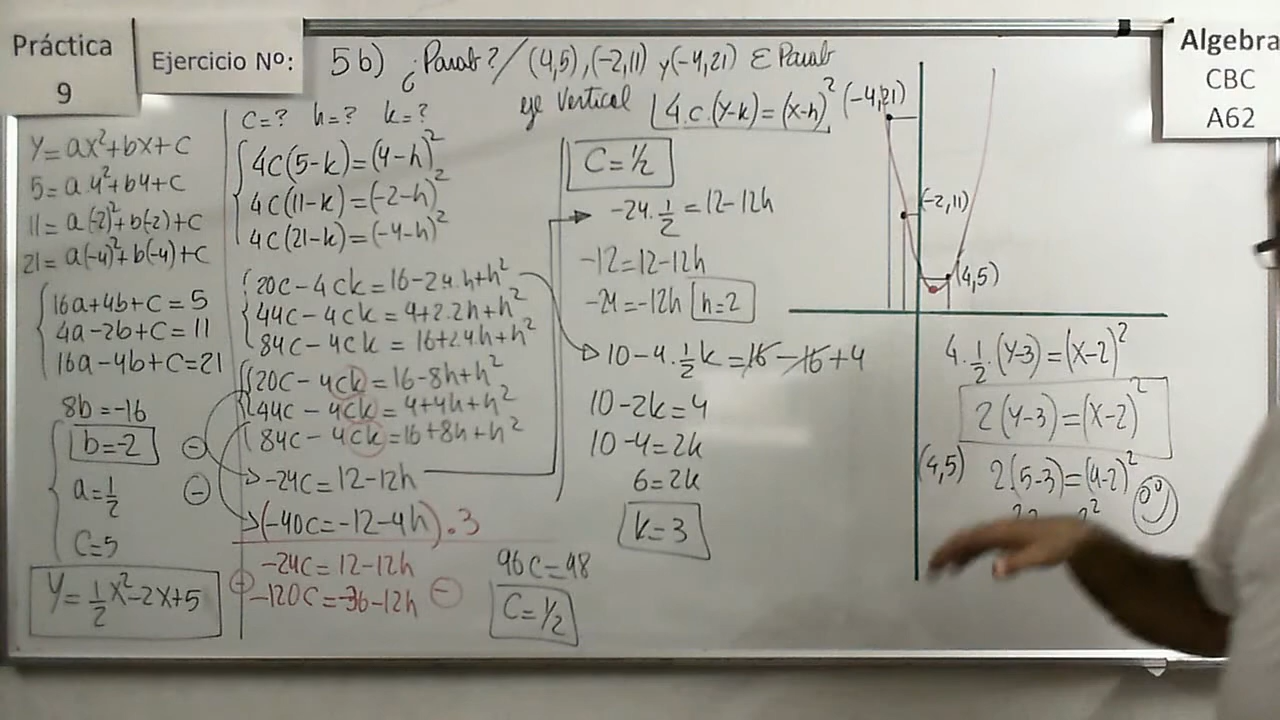 Práctica
9
Ejercicio Nº:
5 b) ¿Parab?/(4,5),(-2,11) y(-4,21) ∈ Parab
eje Vertical 4.c.(y-k)=(x-h)²
Algebra
CBC
A62
y=ax²+bx+c
5=a.4²+b4+c
11=a(-2)²+b(-2)+c
21=a(-4)²+b(-4)+c
16a+4b+c=5
4a-2b+c=11
16a-4b+c=21
8b=-16
b=-2
a=1/2
c=5
y=1/2x²-2x+5
c=? h=? k=?
4c(5-k)=(4-h)²
4c(11-k)=(-2-h)²
4c(21-k)=(-4-h)²
20c-4ck=16-2.4.h+h²
44c-4ck=4+2.2h+h²
84c-4ck=16+2.4h+h²
20c-4ck=16-8h+h²
44c-4ck=4+4h+h²
84c-4ck=16+8h+h²
-24c=12-12h
(-40c=-12-4h).3
-24c=12-12h
-120c=-36-12h
96c=48
c=1/2
c=1/2
-24.1/2=12-12h
-12=12-12h
-24=-12h h=2
10-4.1/2k=16-16+4
10-2k=4
10-4=2k
6=2k
k=3
(-4,21)
(-2,11)
(4,5)
4.1/2.(y-3)=(x-2)²
2(y-3)=(x-2)²
(4,5) 2(5-3)=(4-2)²